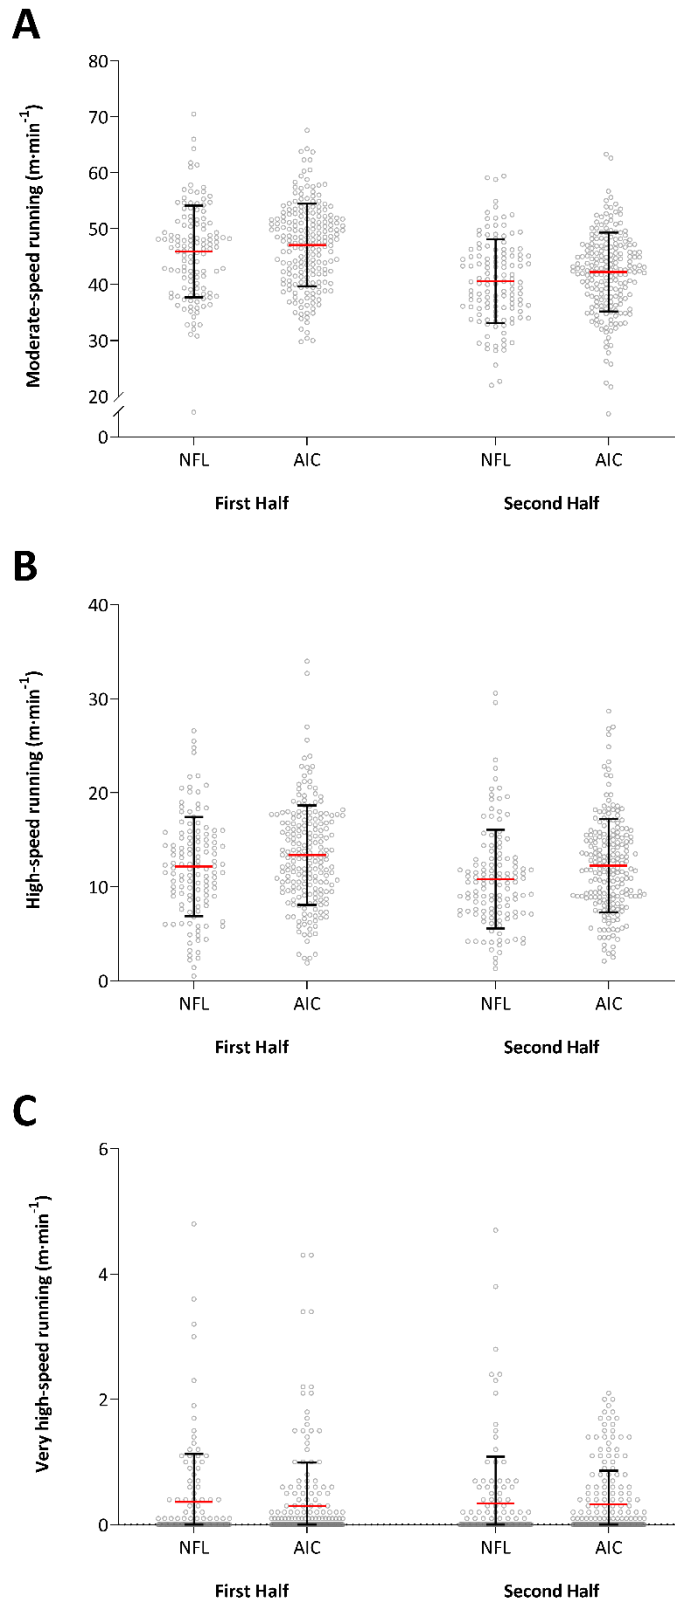 A
Moderate-speed running (m·min⁻¹)
80
70
60
50
40
30
20
0
NFL AIC NFL AIC
First Half Second Half
B
High-speed running (m·min⁻¹)
40
30
20
10
0
NFL AIC NFL AIC
First Half Second Half
C
Very high-speed running (m·min⁻¹)
6
4
2
0
NFL AIC NFL AIC
First Half Second Half